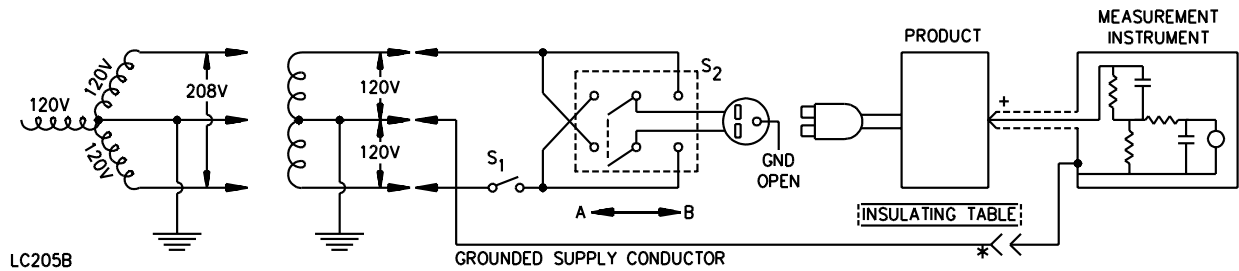 120V
120V
120V
208V
120V
120V
S1
S2
A
B
GND
OPEN
PRODUCT
+
MEASUREMENT
INSTRUMENT
INSULATING TABLE
*
GROUNDED SUPPLY CONDUCTOR
LC205B